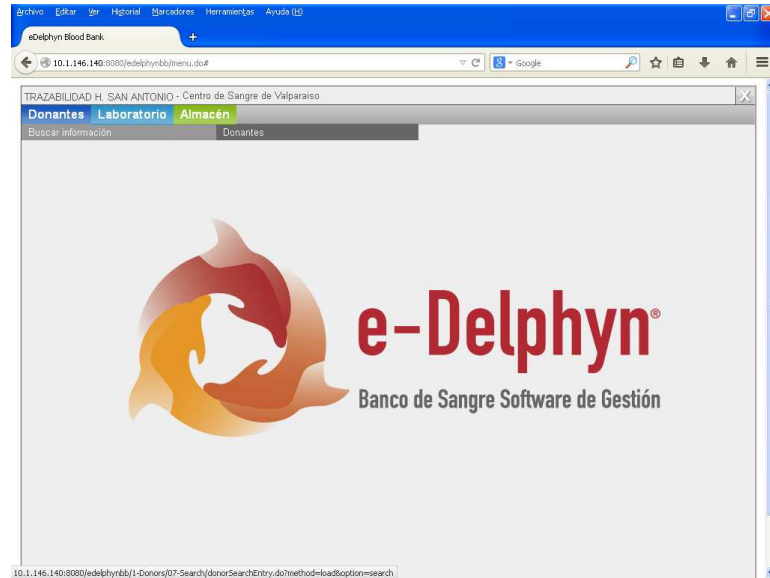 Archivo Editar Ver Historial Marcadores Herramientas Ayuda (H)
eDelphyn Blood Bank +
10.1.146.140:8080/edelphynbb/menu.do# Google
TRAZABILIDAD H. SAN ANTONIO - Centro de Sangre de Valparaiso
Donantes Laboratorio Almacén
Buscar información Donantes
e-Delphyn®
Banco de Sangre Software de Gestión
10.1.146.140:8080/edelphynbb/1-Donors/07-Search/donorSearchEntry.do?method=load&option=search